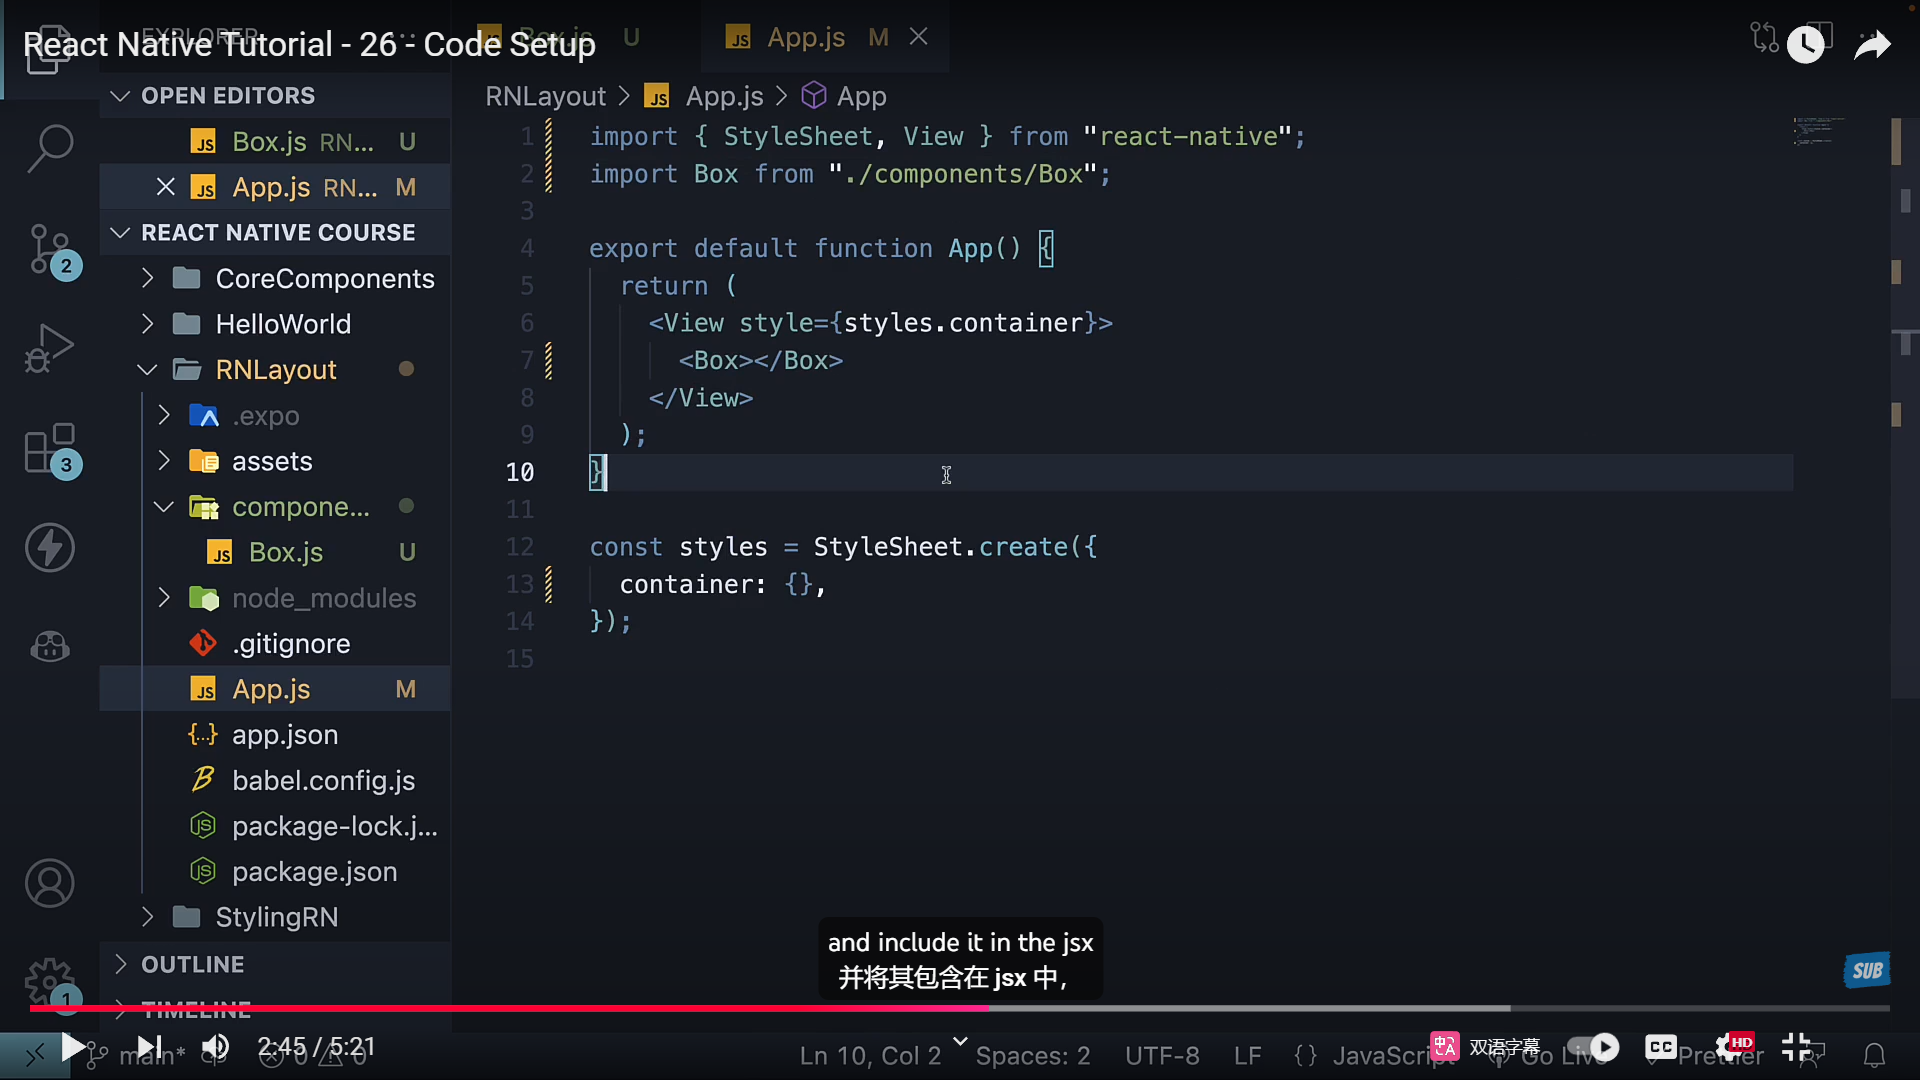 React Native Tutorial - 26 - Code Setup
EXPLORER
Box.js U
App.js M
OPEN EDITORS
Box.js RN... U
App.js RN... M
REACT NATIVE COURSE
CoreComponents
HelloWorld
RNLayout
.expo
assets
compone...
Box.js U
node_modules
.gitignore
App.js M
app.json
babel.config.js
package-lock.j...
package.json
StylingRN
OUTLINE
TIMELINE
2
3
1
RNLayout > JS App.js > App
1 import { StyleSheet, View } from "react-native";
2 import Box from "./components/Box";
3
4 export default function App() {
5 return (
6 <View style={styles.container}>
7 <Box></Box>
8 </View>
9 );
10 }
11
12 const styles = StyleSheet.create({
13 container: {},
14 });
15
and include it in the jsx
并将其包含在 jsx 中，
SUB
main* 2:45 / 5:21 0 0
Ln 10, Col 2 Spaces: 2 UTF-8 LF {} JavaScript 双语字幕 Go Live CC Prettier HD